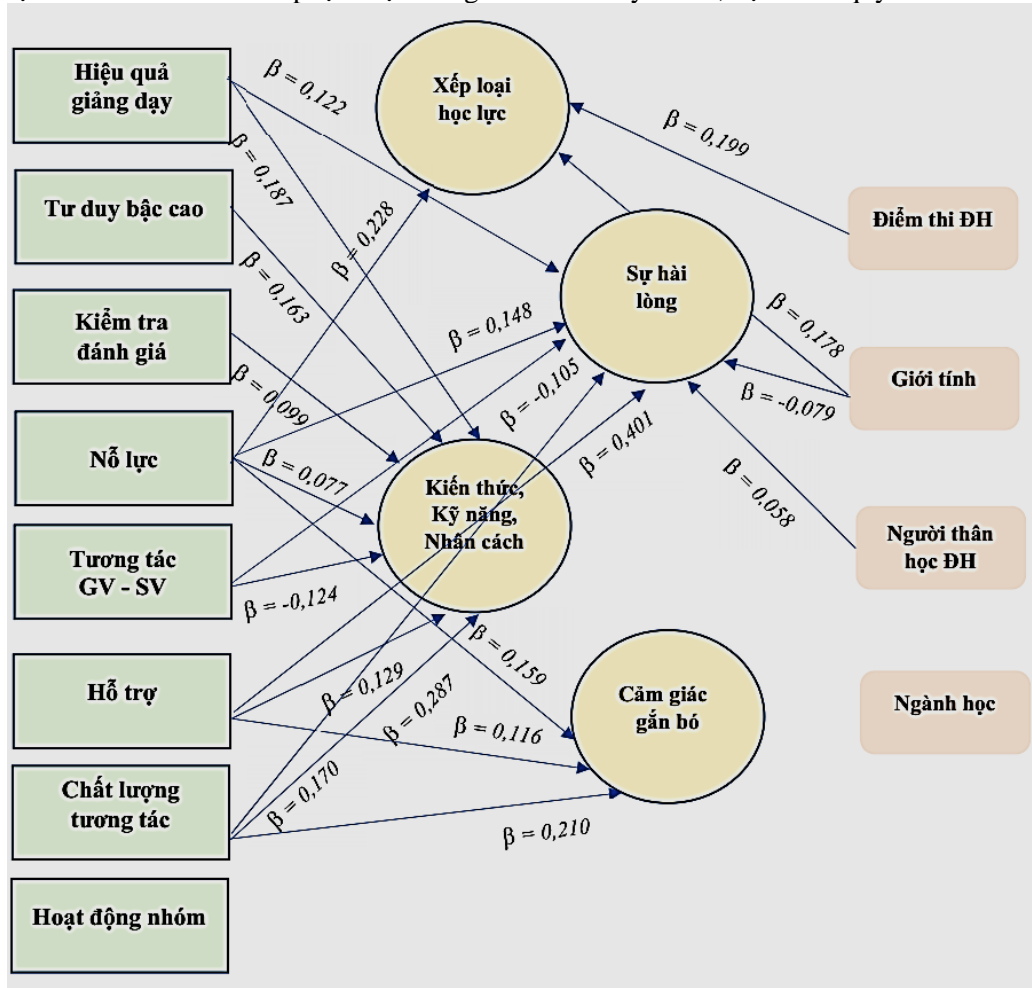 Hiệu quả
giảng dạy
Tư duy bậc cao
Kiểm tra
đánh giá
Nỗ lực
Tương tác
GV - SV
Hỗ trợ
Chất lượng
tương tác
Hoạt động nhóm
Xếp loại
học lực
Sự hài
lòng
Kiến thức,
Kỹ năng,
Nhân cách
Cảm giác
gắn bó
Điểm thi ĐH
Giới tính
Người thân
học ĐH
Ngành học
β = 0,122
β = 0,187
β = 0,163
β = 0,099
β = 0,228
β = 0,148
β = -0,105
β = 0,401
β = 0,077
β = -0,124
β = 0,129
β = 0,287
β = 0,170
β = 0,159
β = 0,116
β = 0,210
β = 0,199
β = 0,178
β = -0,079
β = 0,058